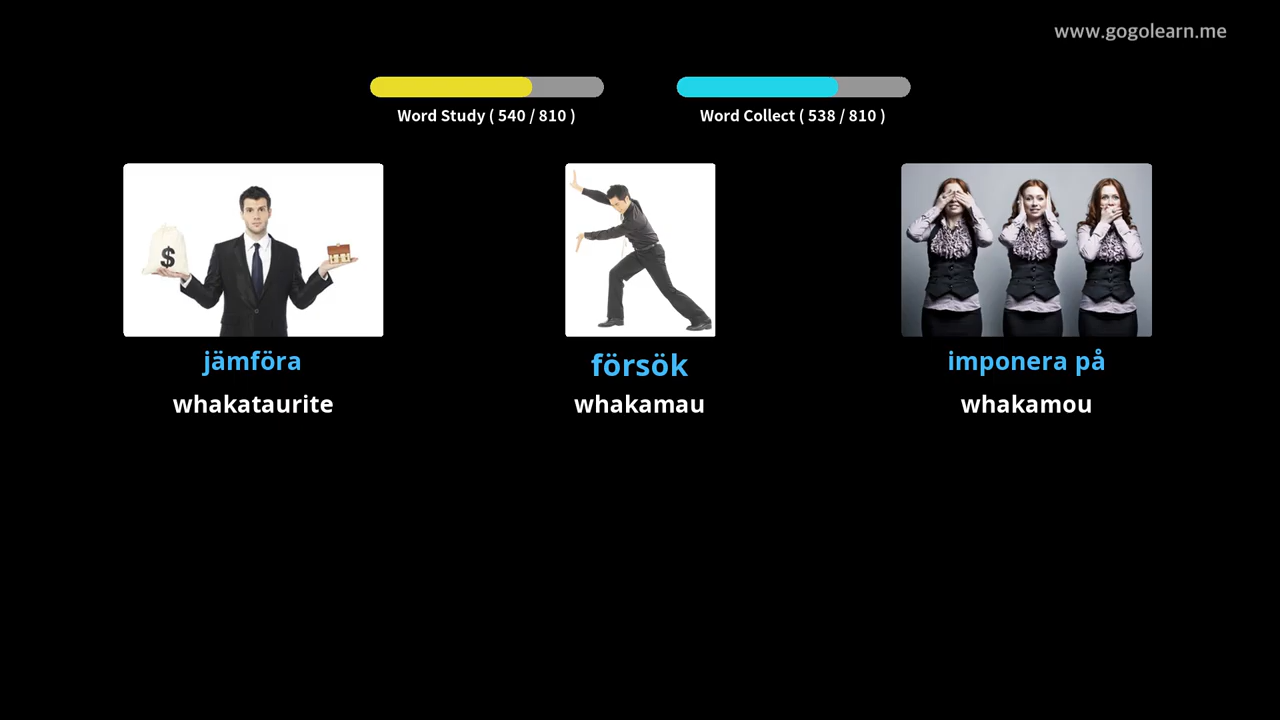 www.gogolearn.me
Word Study ( 540 / 810 )
Word Collect ( 538 / 810 )
$
jämföra
försök
imponera på
whakataurite
whakamau
whakamou